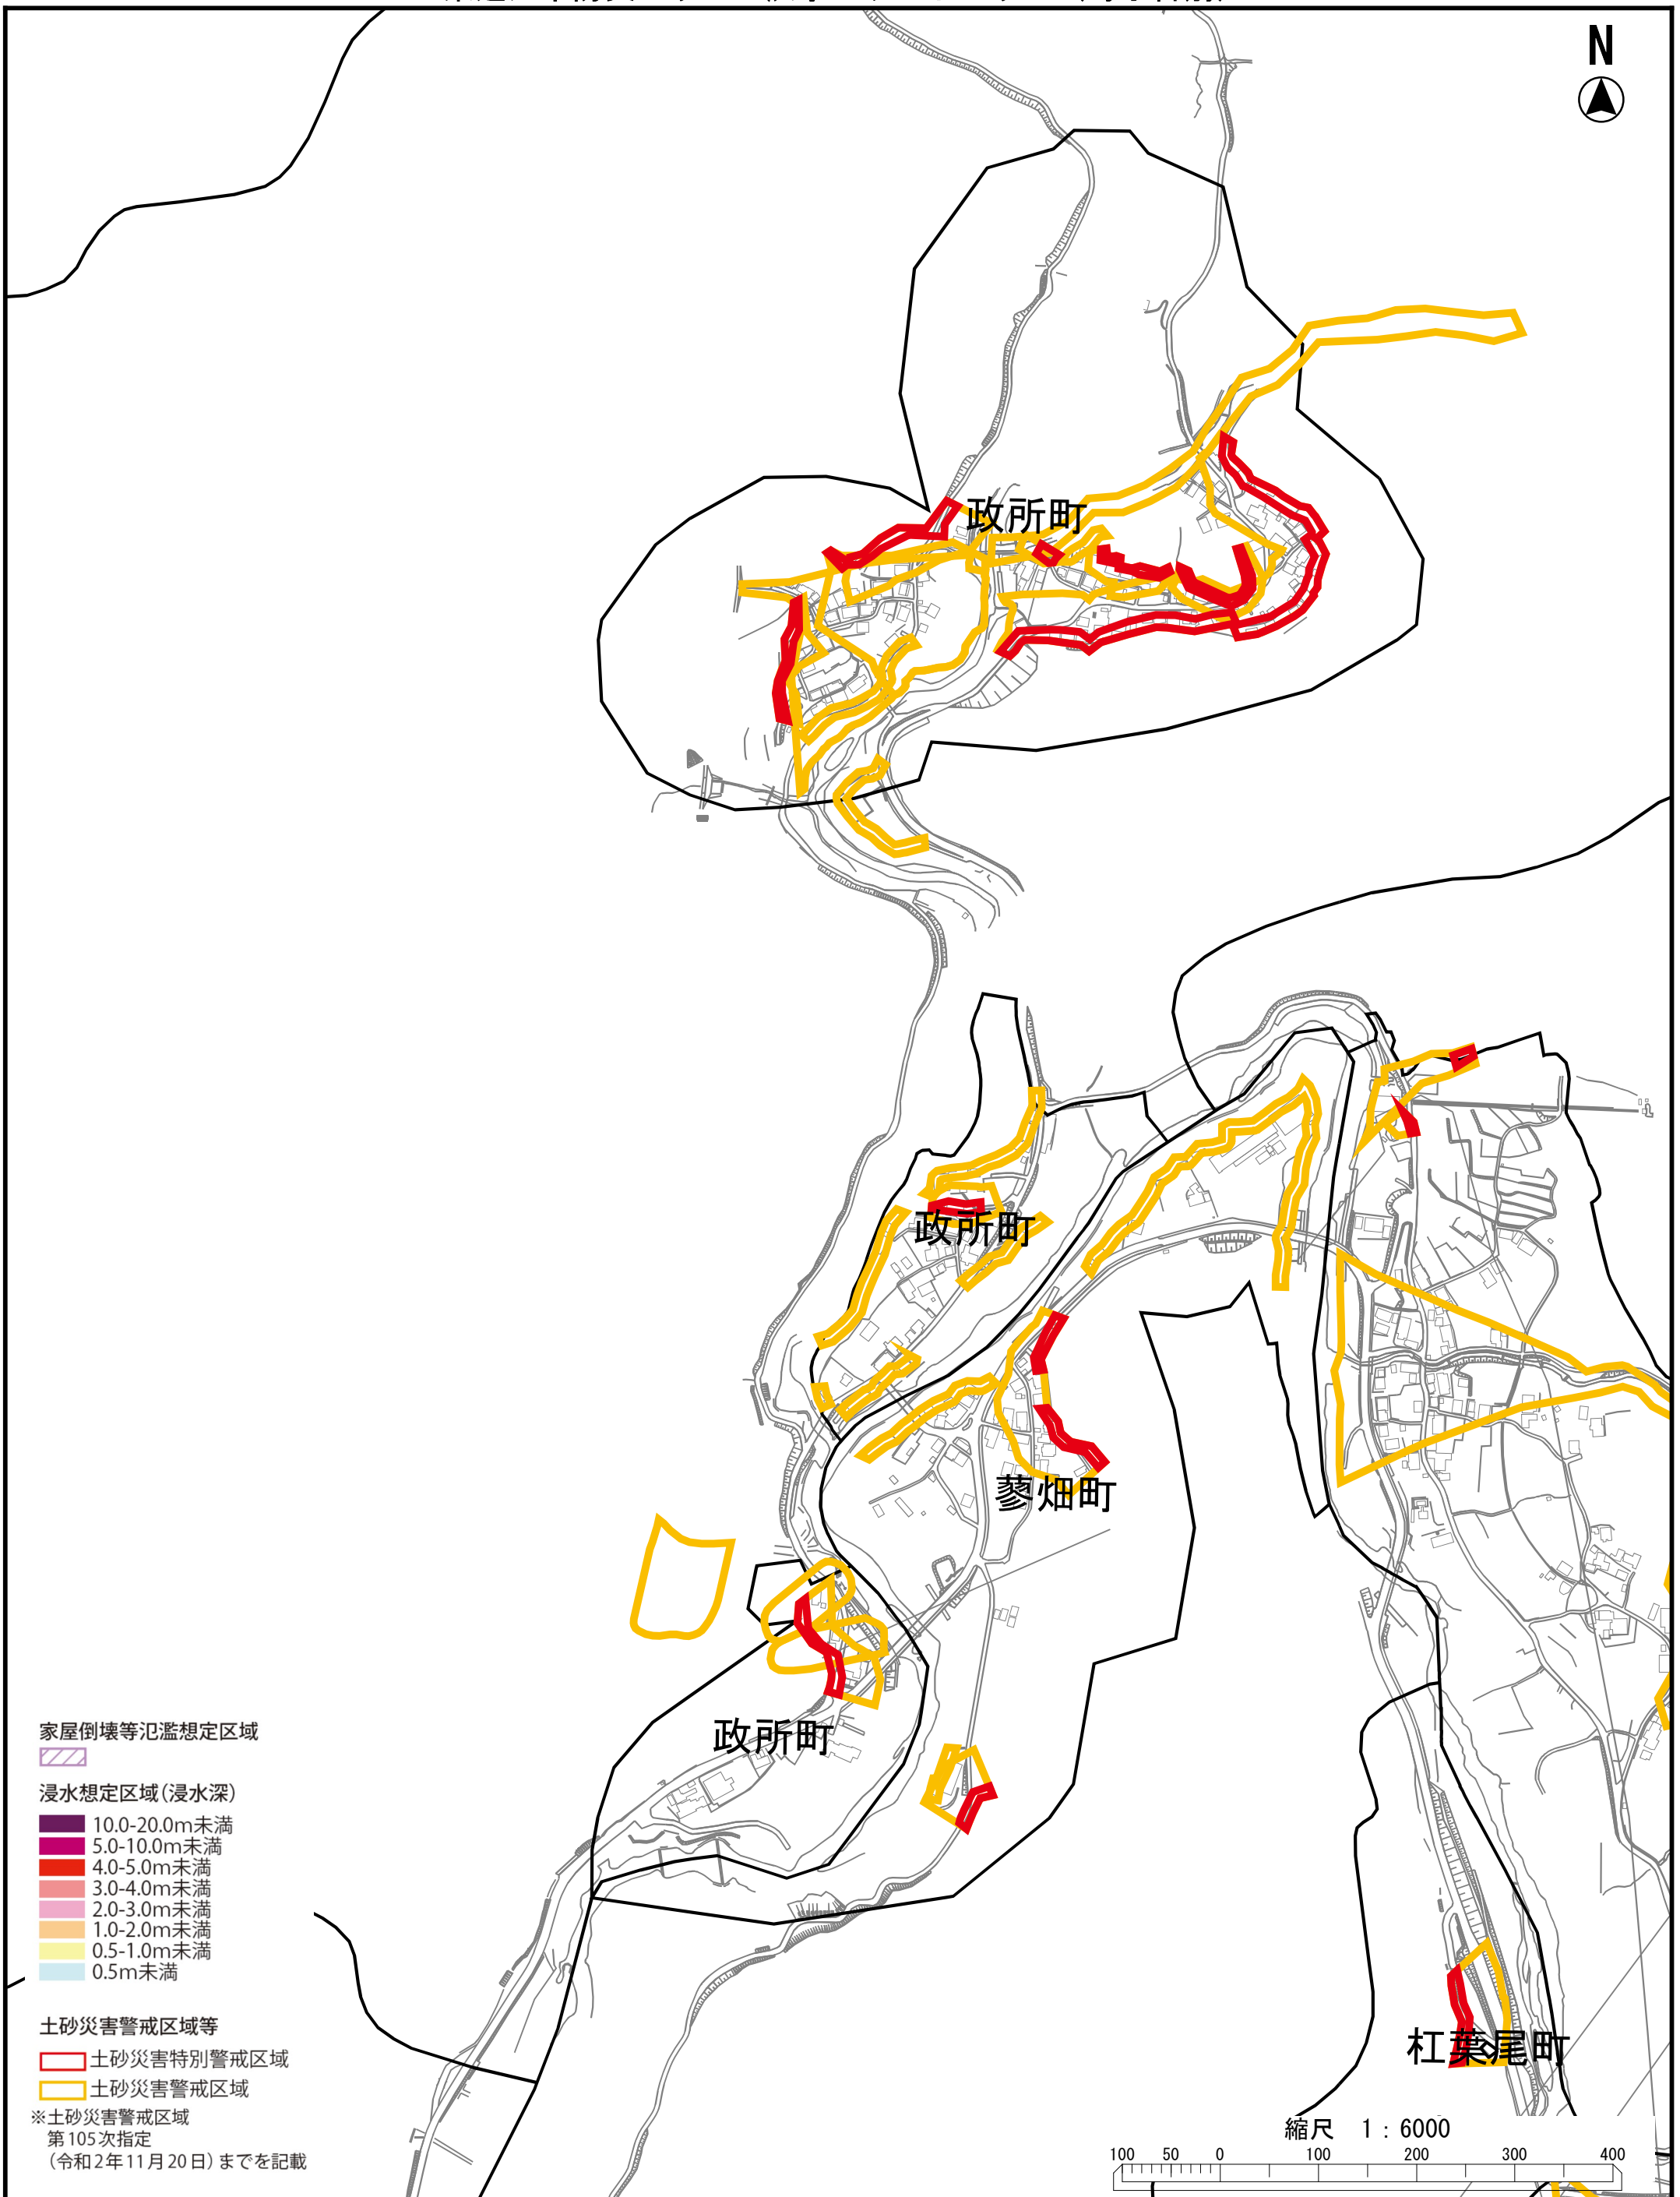 N
政所町
政所町
蓼畑町
政所町
杠葉尾町
家屋倒壊等氾濫想定区域
浸水想定区域(浸水深)
10.0-20.0m未満
5.0-10.0m未満
4.0-5.0m未満
3.0-4.0m未満
2.0-3.0m未満
1.0-2.0m未満
0.5-1.0m未満
0.5m未満
土砂災害警戒区域等
土砂災害特別警戒区域
土砂災害警戒区域
※土砂災害警戒区域
第105次指定
(令和2年11月20日)までを記載
縮尺 1:6000
100 50 0 100 200 300 400